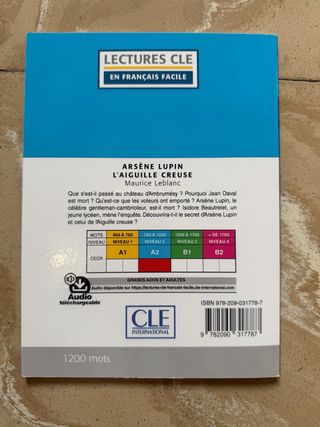 LECTURES CLE
EN FRANÇAIS FACILE
ARSÈNE LUPIN
L'AIGUILLE CREUSE
Maurice Leblanc
Que s'est-il passé au château d'Ambrumésy ? Pourquoi Jean Daval
est mort ? Qu'est-ce que les voleurs ont emporté ? Arsène Lupin, le
célèbre gentleman-cambrioleur, est-il mort ? Isidore Beautrelet, un
jeune lycéen, mène l'enquête. Découvrira-t-il le secret d'Arsène Lupin
et celui de l'Aiguille creuse ?
MOTS 400 À 700 700 À 1200 1200 À 1700 + DE 1700
NIVEAU NIVEAU 1 NIVEAU 2 NIVEAU 3 NIVEAU 4
CECR A1 A2 B1 B2
GRANDS ADOS ET ADULTES
Audio disponible sur https://lectures-cle-francais-facile.cle-international.com
Audio
téléchargeable
ISBN 978-209-031778-7
9 782090 317787
CLE
INTERNATIONAL
1200 mots